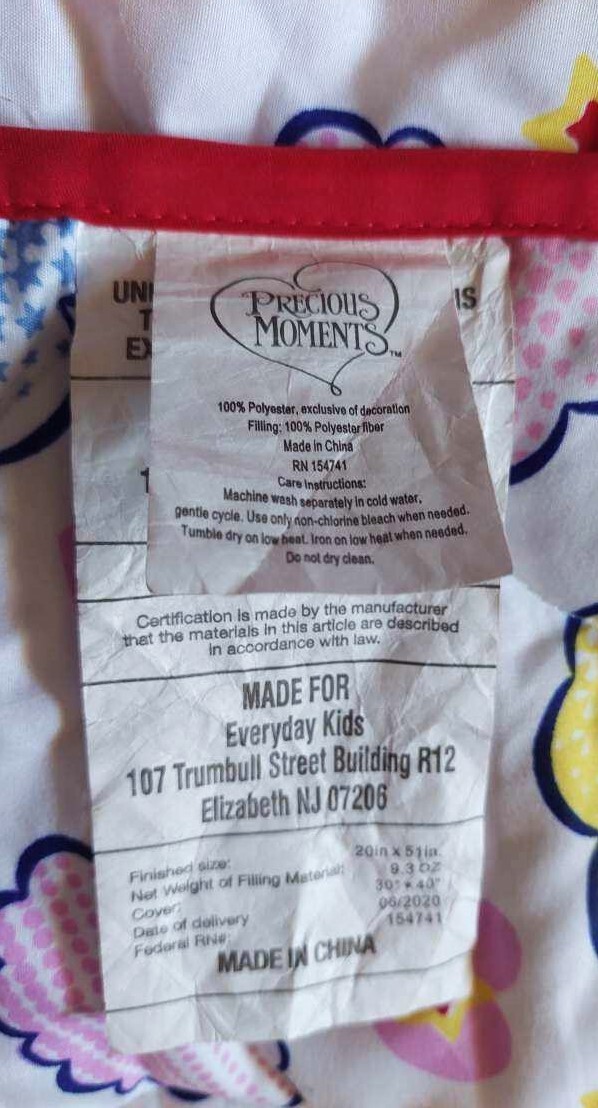 PRECIOUS
MOMENTS™
100% Polyester, exclusive of decoration
Filling: 100% Polyester fiber
Made in China
RN 154741
Care Instructions:
Machine wash separately in cold water,
gentle cycle. Use only non-chlorine bleach when needed.
Tumble dry on low heat. Iron on low heat when needed.
Do not dry clean.
Certification is made by the manufacturer
that the materials in this article are described
in accordance with law.
MADE FOR
Everyday Kids
107 Trumbull Street Building R12
Elizabeth NJ 07206
Finished size: 20in x 51in.
Net Weight of Filling Material: 9.3 OZ
Cover: 30" * 40"
Date of delivery 06/2020
Federal RN#: 154741
MADE IN CHINA